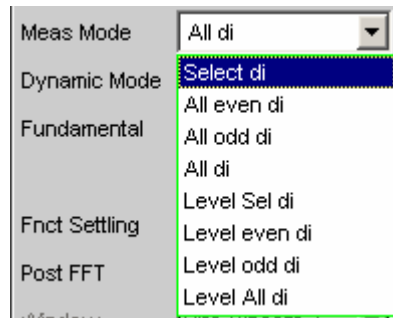 Meas Mode All di
Dynamic Mode Select di
All even di
Fundamental All odd di
All di
Level Sel di
Fnct Settling Level even di
Post FFT Level odd di
Level All di